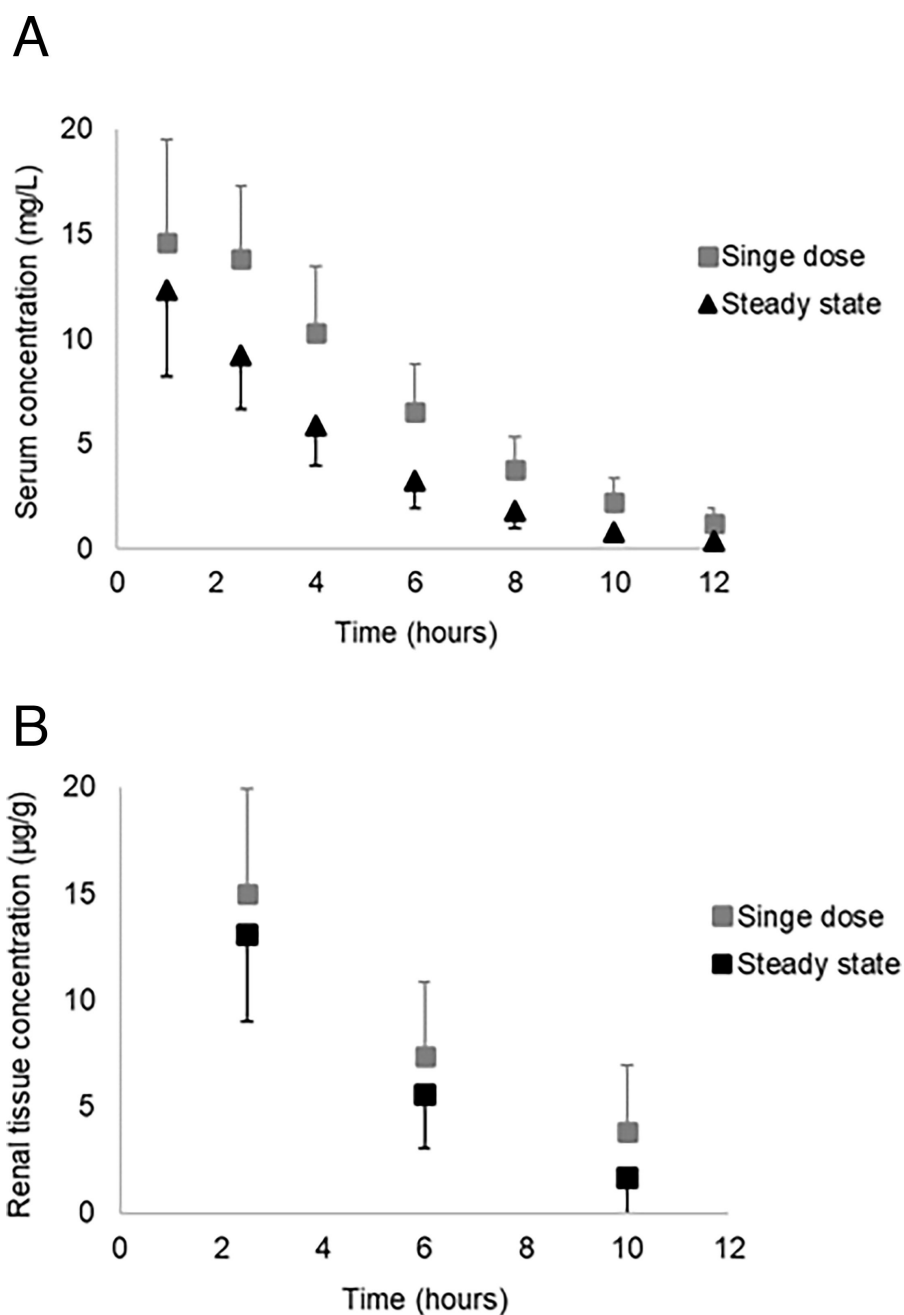 A
20
15
10
5
0
Serum concentration (mg/L)
0 2 4 6 8 10 12
Time (hours)
Singe dose
Steady state
B
20
15
10
5
0
Renal tissue concentration (µg/g)
0 2 4 6 8 10 12
Time (hours)
Singe dose
Steady state